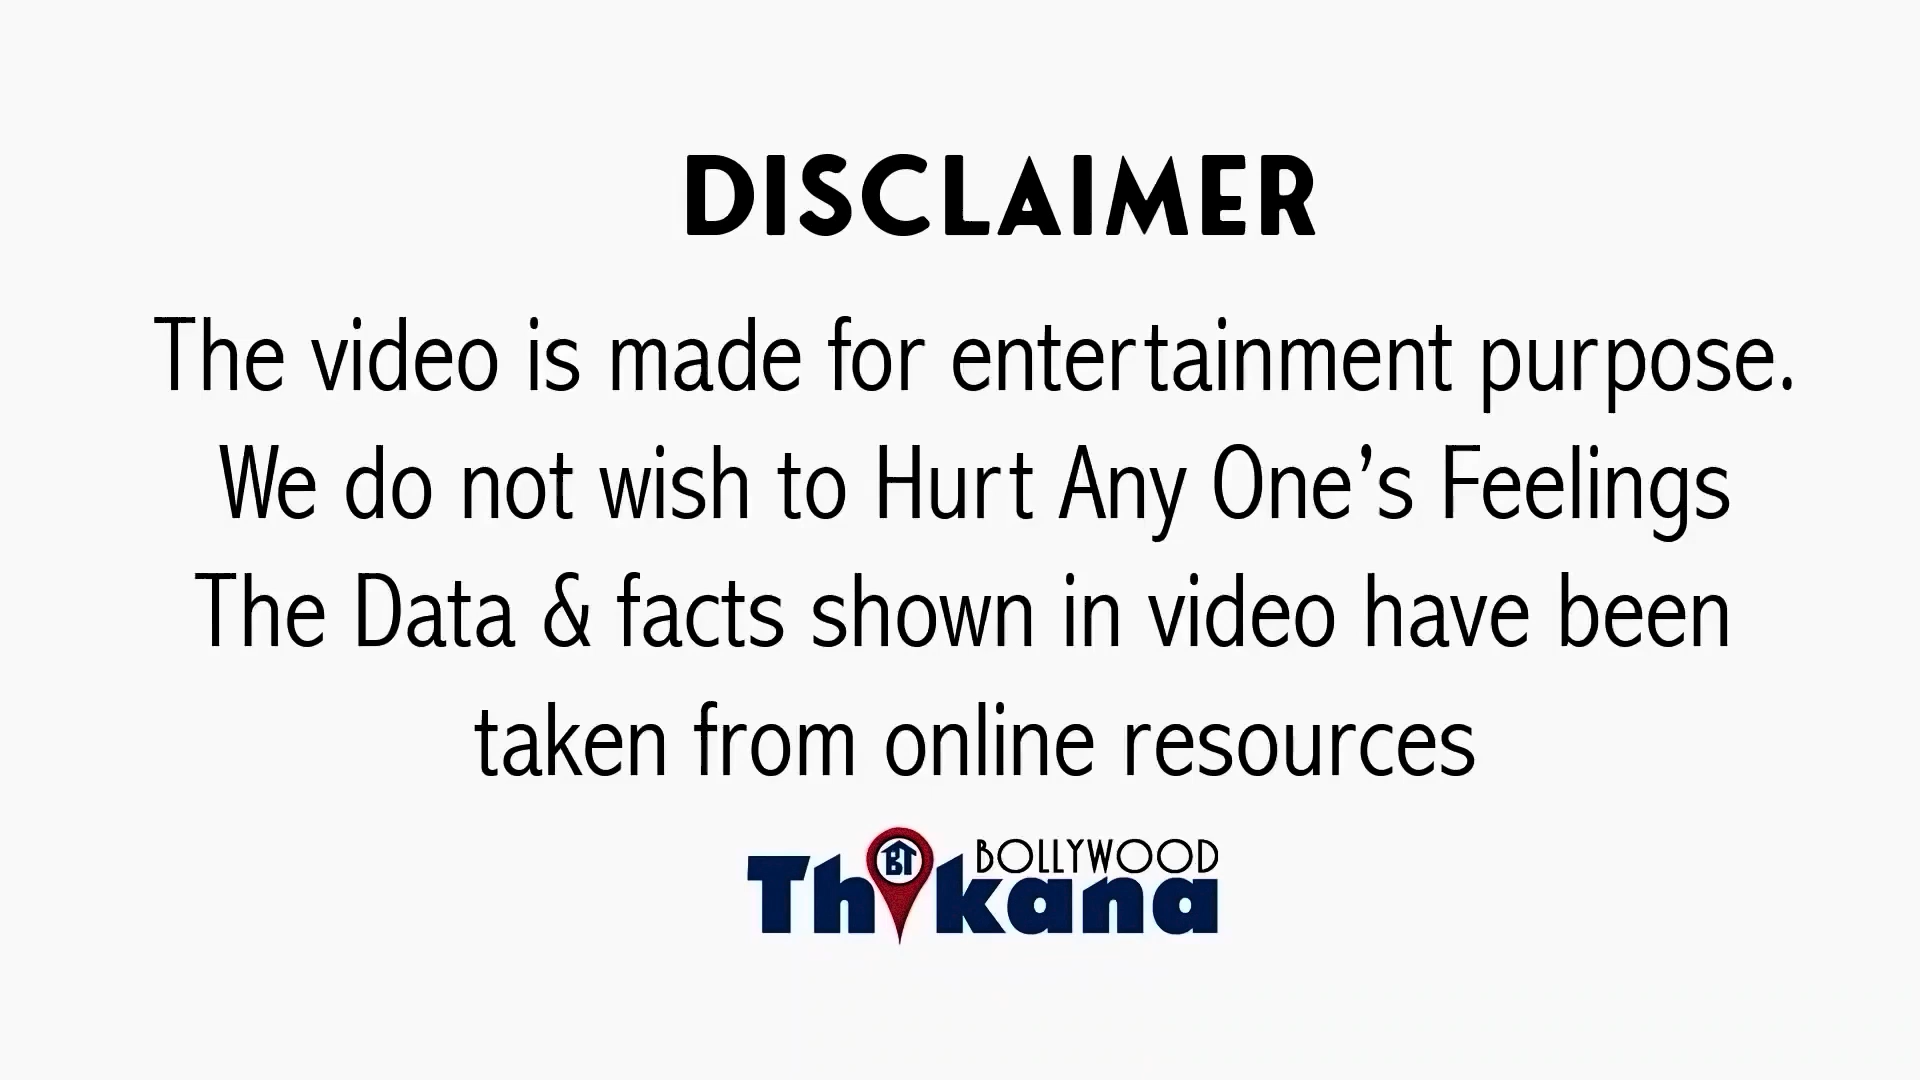 DISCLAIMER
The video is made for entertainment purpose.
We do not wish to Hurt Any One’s Feelings
The Data & facts shown in video have been
taken from online resources
BT
BOLLYWOOD
Thikana